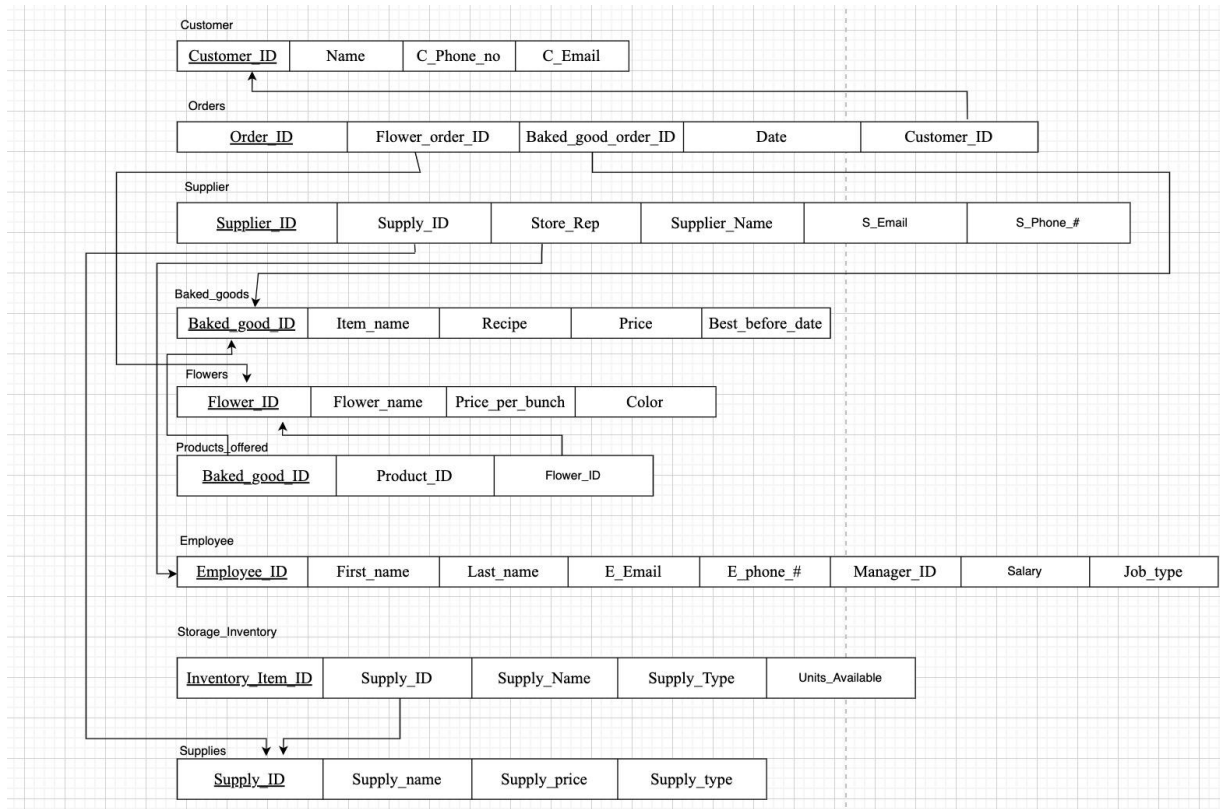 Customer
Customer_ID Name C_Phone_no C_Email
Orders
Order_ID Flower_order_ID Baked_good_order_ID Date Customer_ID
Supplier
Supplier_ID Supply_ID Store_Rep Supplier_Name S_Email S_Phone_#
Baked_goods
Baked_good_ID Item_name Recipe Price Best_before_date
Flowers
Flower_ID Flower_name Price_per_bunch Color
Products_offered
Baked_good_ID Product_ID Flower_ID
Employee
Employee_ID First_name Last_name E_Email E_phone_# Manager_ID Salary Job_type
Storage_Inventory
Inventory_Item_ID Supply_ID Supply_Name Supply_Type Units_Available
Supplies
Supply_ID Supply_name Supply_price Supply_type